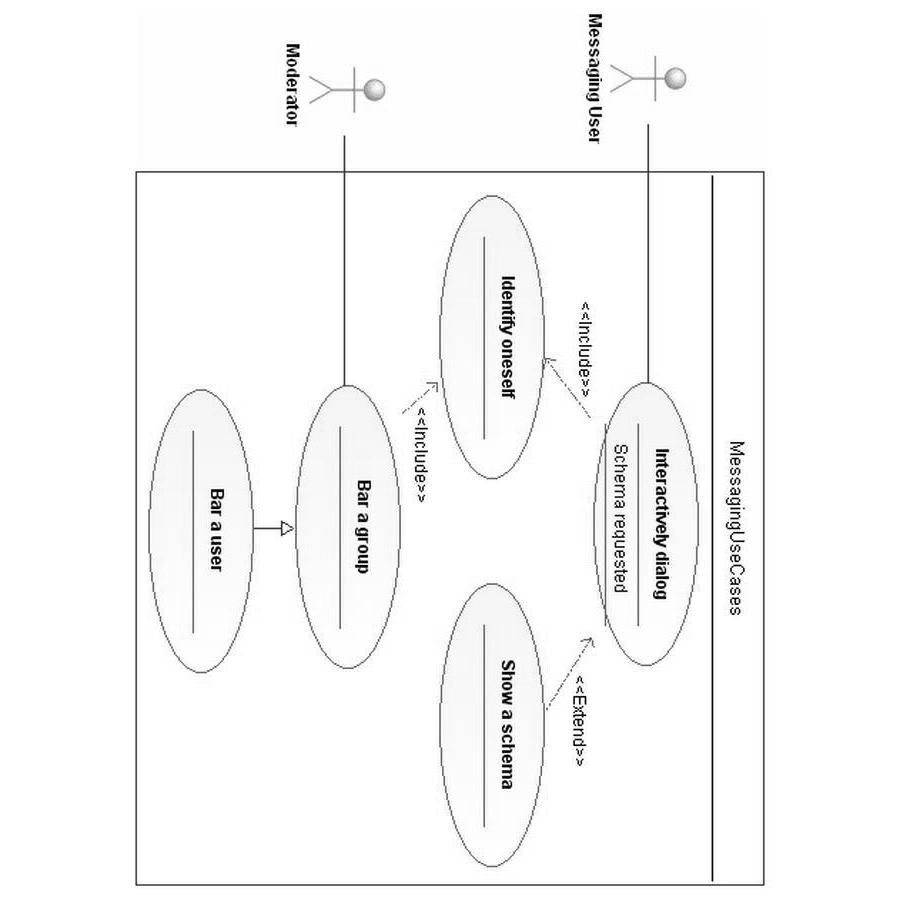 MessagingUseCases
Messaging User
Interactively dialog
Schema requested
<<Include>>
<<Extend>>
Identify oneself
Show a schema
<<Include>>
Moderator
Bar a group
Bar a user